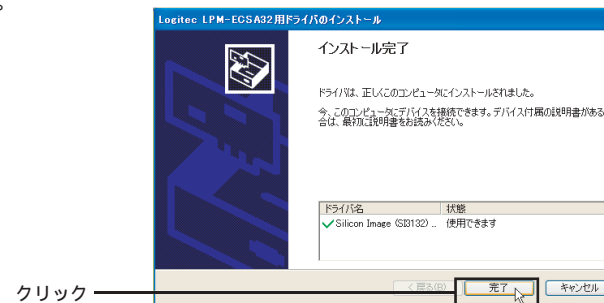 。
Logitec LPM-ECSA32用ドライバのインストール
インストール完了
ドライバは、正しくこのコンピュータにインストールされました。
今、このコンピュータにデバイスを接続できます。デバイス付属の説明書がある
合は、最初に説明書をお読みください。
ドライバ名 状態
Silicon Image (SI3132) .. 使用できます
クリック < 戻る(B) 完了 キャンセル